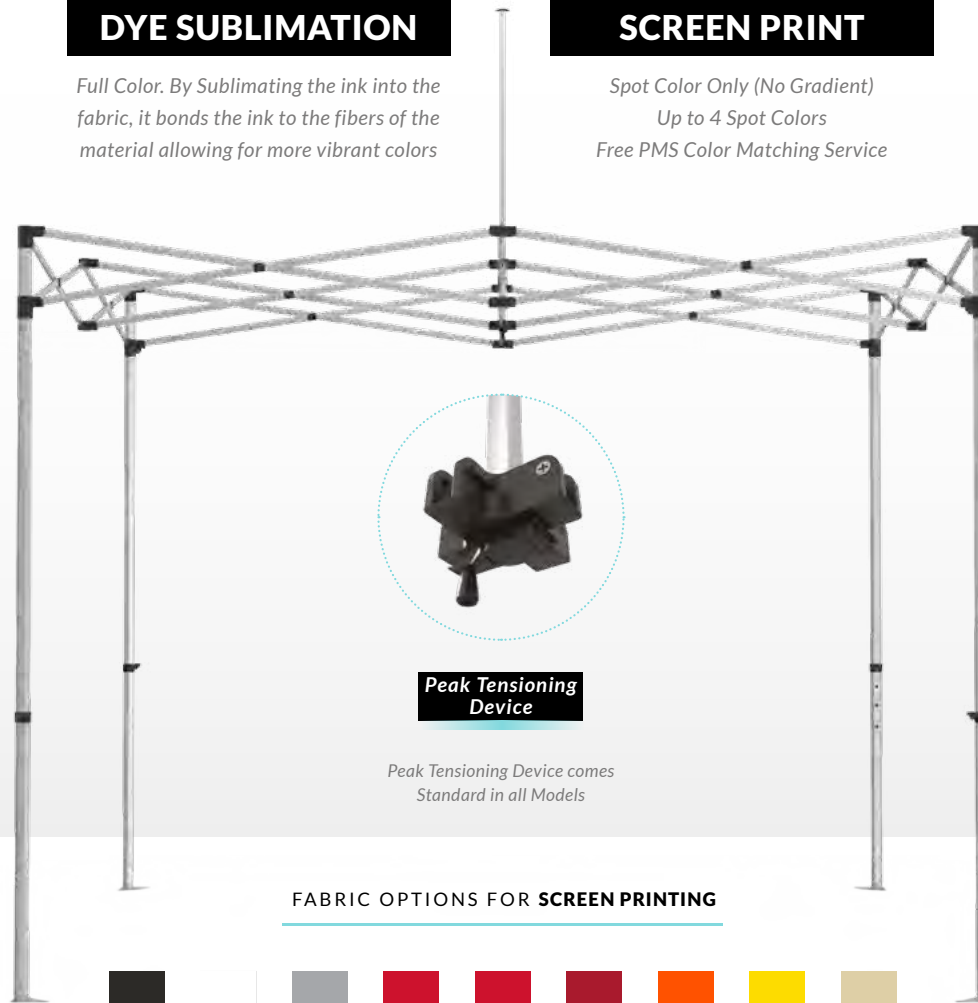 DYE SUBLIMATION
Full Color. By Sublimating the ink into the
fabric, it bonds the ink to the fibers of the
material allowing for more vibrant colors
SCREEN PRINT
Spot Color Only (No Gradient)
Up to 4 Spot Colors
Free PMS Color Matching Service
Peak Tensioning
Device
Peak Tensioning Device comes
Standard in all Models
FABRIC OPTIONS FOR SCREEN PRINTING